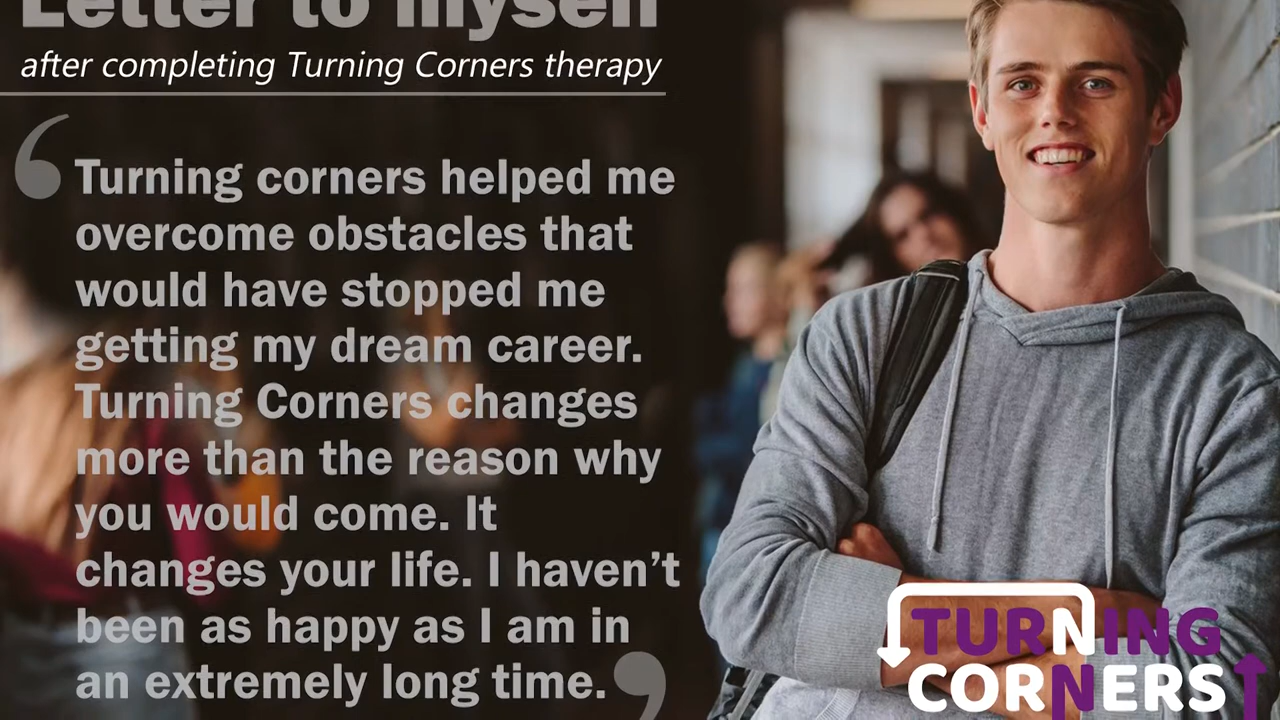 Letter to myself
after completing Turning Corners therapy
‘ Turning corners helped me
overcome obstacles that
would have stopped me
getting my dream career.
Turning Corners changes
more than the reason why
you would come. It
changes your life. I haven’t
been as happy as I am in
an extremely long time. ’
TURNING
CORNERS